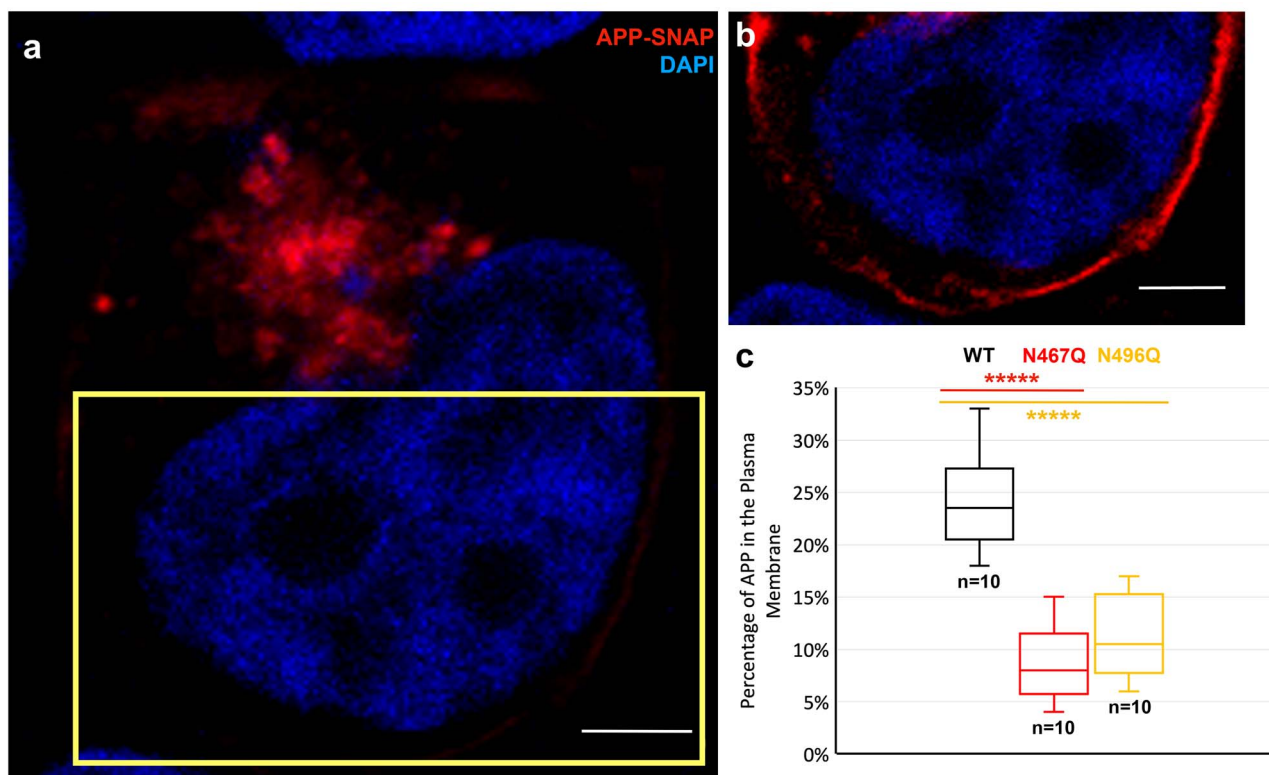 a
APP-SNAP
DAPI
b
c
WT N467Q N496Q
*****
*****
35%
30%
25%
20%
15%
10%
5%
0%
Percentage of APP in the Plasma
Membrane
n=10
n=10
n=10